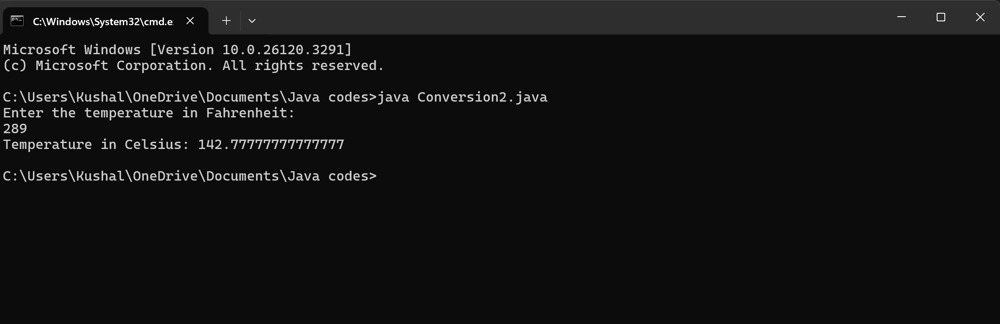 C:\Windows\System32\cmd.e
Microsoft Windows [Version 10.0.26120.3291]
(c) Microsoft Corporation. All rights reserved.
C:\Users\Kushal\OneDrive\Documents\Java codes>java Conversion2.java
Enter the temperature in Fahrenheit:
289
Temperature in Celsius: 142.77777777777777
C:\Users\Kushal\OneDrive\Documents\Java codes>